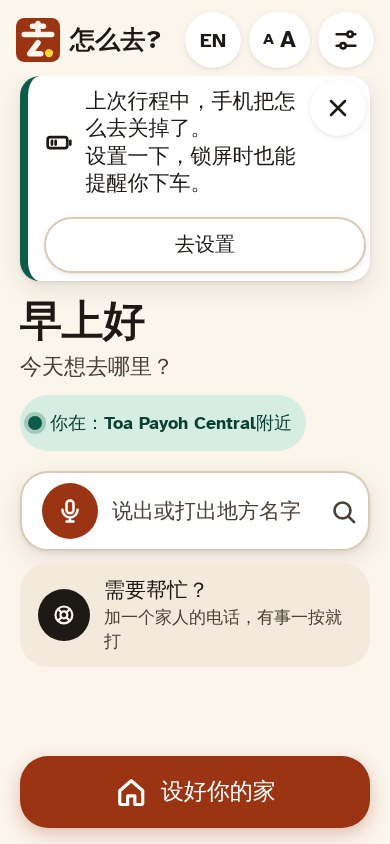 去
怎么去?
EN
A A
上次行程中，手机把怎
么去关掉了。
设置一下，锁屏时也能
提醒你下车。
去设置
早上好
今天想去哪里？
你在：Toa Payoh Central附近
说出或打出地方名字
需要帮忙？
加一个家人的电话，有事一按就
打
设好你的家